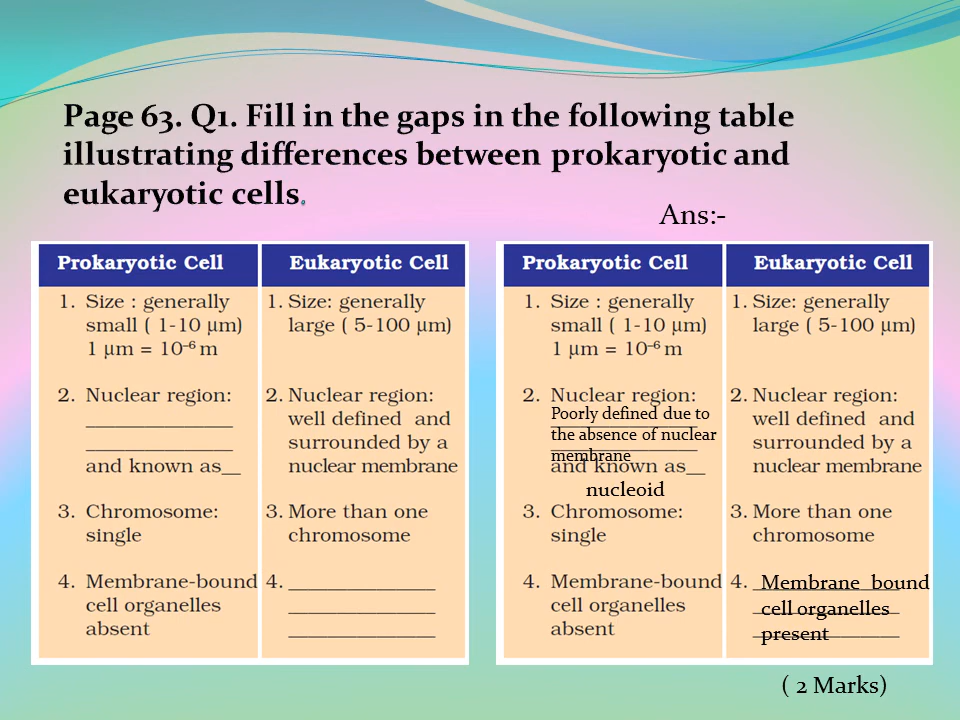 Page 63. Q1. Fill in the gaps in the following table
illustrating differences between prokaryotic and
eukaryotic cells.
Ans:-
Prokaryotic Cell
1. Size : generally
small ( 1-10 µm)
1 µm = 10⁻⁶ m
2. Nuclear region:
_______________
_______________
and known as__
3. Chromosome:
single
4. Membrane-bound
cell organelles
absent
Eukaryotic Cell
1. Size: generally
large ( 5-100 µm)
2. Nuclear region:
well defined and
surrounded by a
nuclear membrane
3. More than one
chromosome
4. _______________
_______________
_______________
Prokaryotic Cell
1. Size : generally
small ( 1-10 µm)
1 µm = 10⁻⁶ m
2. Nuclear region:
Poorly defined due to
the absence of nuclear
membrane
and known as__
nucleoid
3. Chromosome:
single
4. Membrane-bound
cell organelles
absent
Eukaryotic Cell
1. Size: generally
large ( 5-100 µm)
2. Nuclear region:
well defined and
surrounded by a
nuclear membrane
3. More than one
chromosome
4. Membrane bound
cell organelles
present
( 2 Marks)